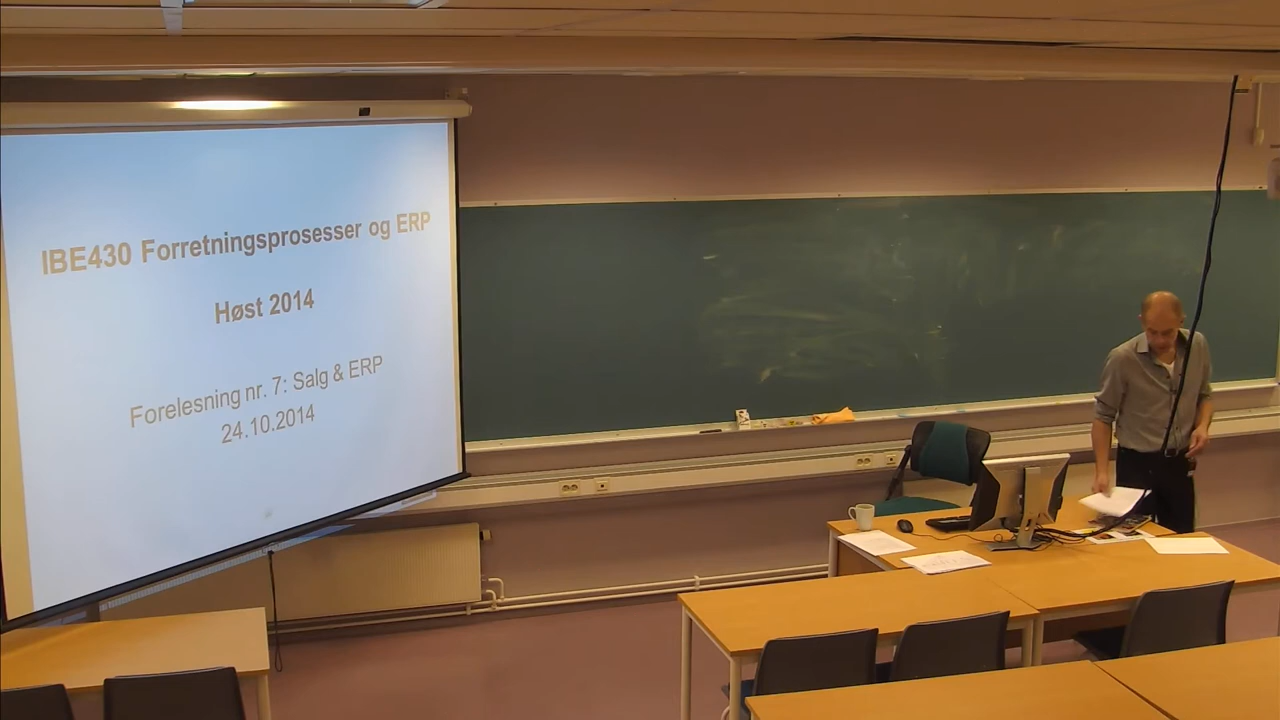 IBE430 Forretningsprosesser og ERP
Høst 2014
Forelesning nr. 7: Salg & ERP
24.10.2014